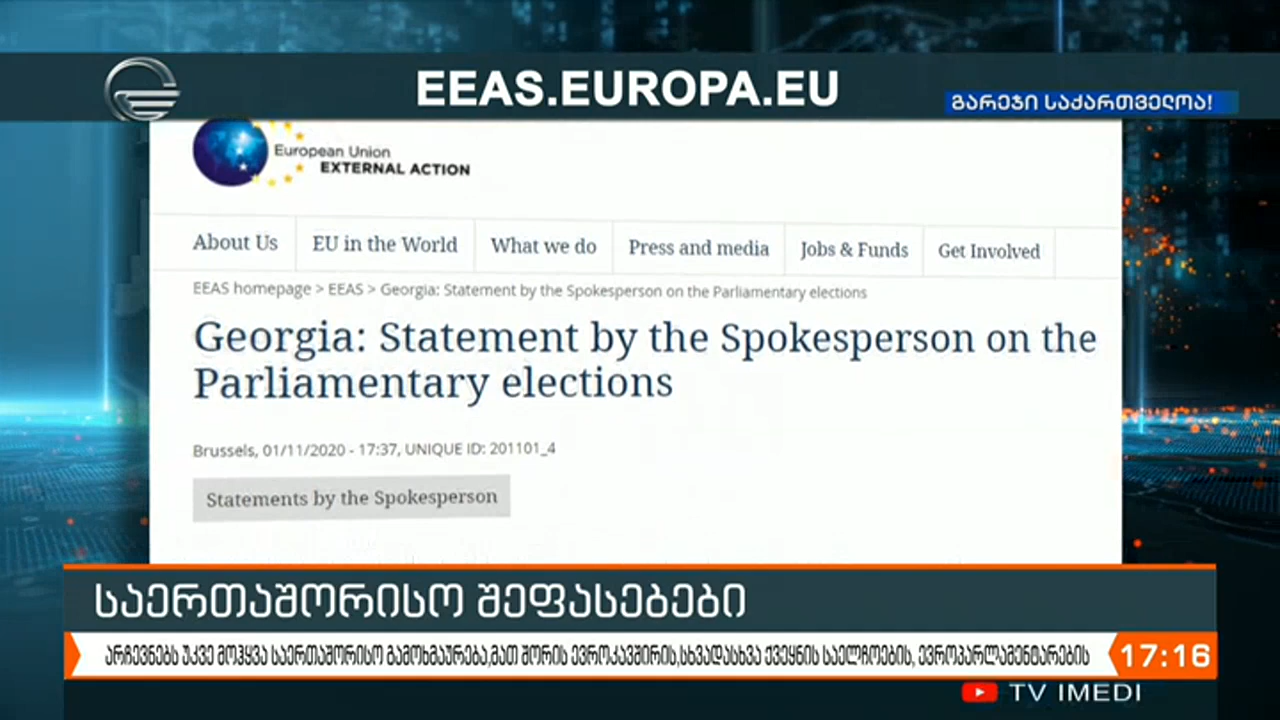 EEAS.EUROPA.EU
გარეჯი საქართველოა!
European Union
EXTERNAL ACTION
About Us
EU in the World
What we do
Press and media
Jobs & Funds
Get Involved
EEAS homepage > EEAS > Georgia: Statement by the Spokesperson on the Parliamentary elections
Georgia: Statement by the Spokesperson on the
Parliamentary elections
Brussels, 01/11/2020 - 17:37, UNIQUE ID: 201101_4
Statements by the Spokesperson
საერთაშორისო შეფასებები
არჩევნებს უკვე მოჰყვა საერთაშორისო გამოხმაურება,მათ შორის ევროკავშირის,სხვადასხვა ქვეყნის საელჩოების, ევროპარლამენტარების
17:16
TV IMEDI